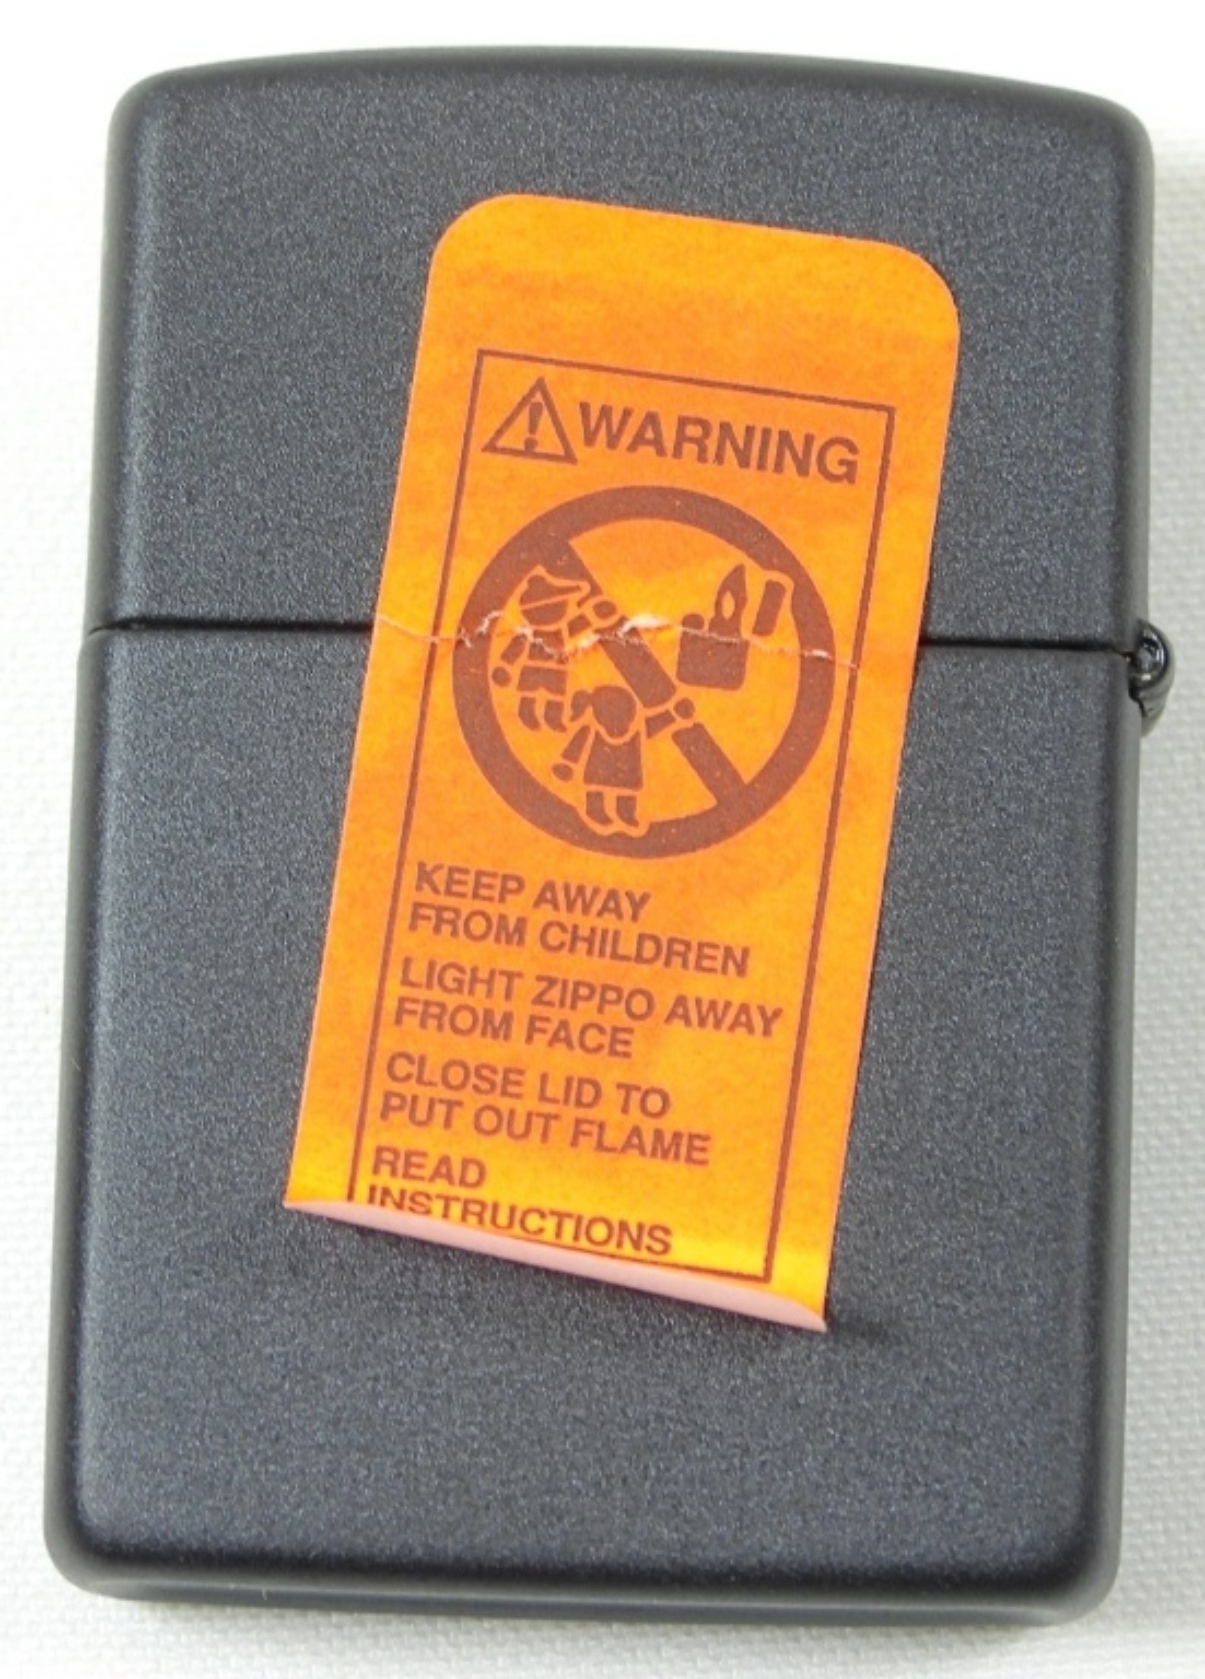 WARNING
KEEP AWAY
FROM CHILDREN
LIGHT ZIPPO AWAY
FROM FACE
CLOSE LID TO
PUT OUT FLAME
READ
INSTRUCTIONS